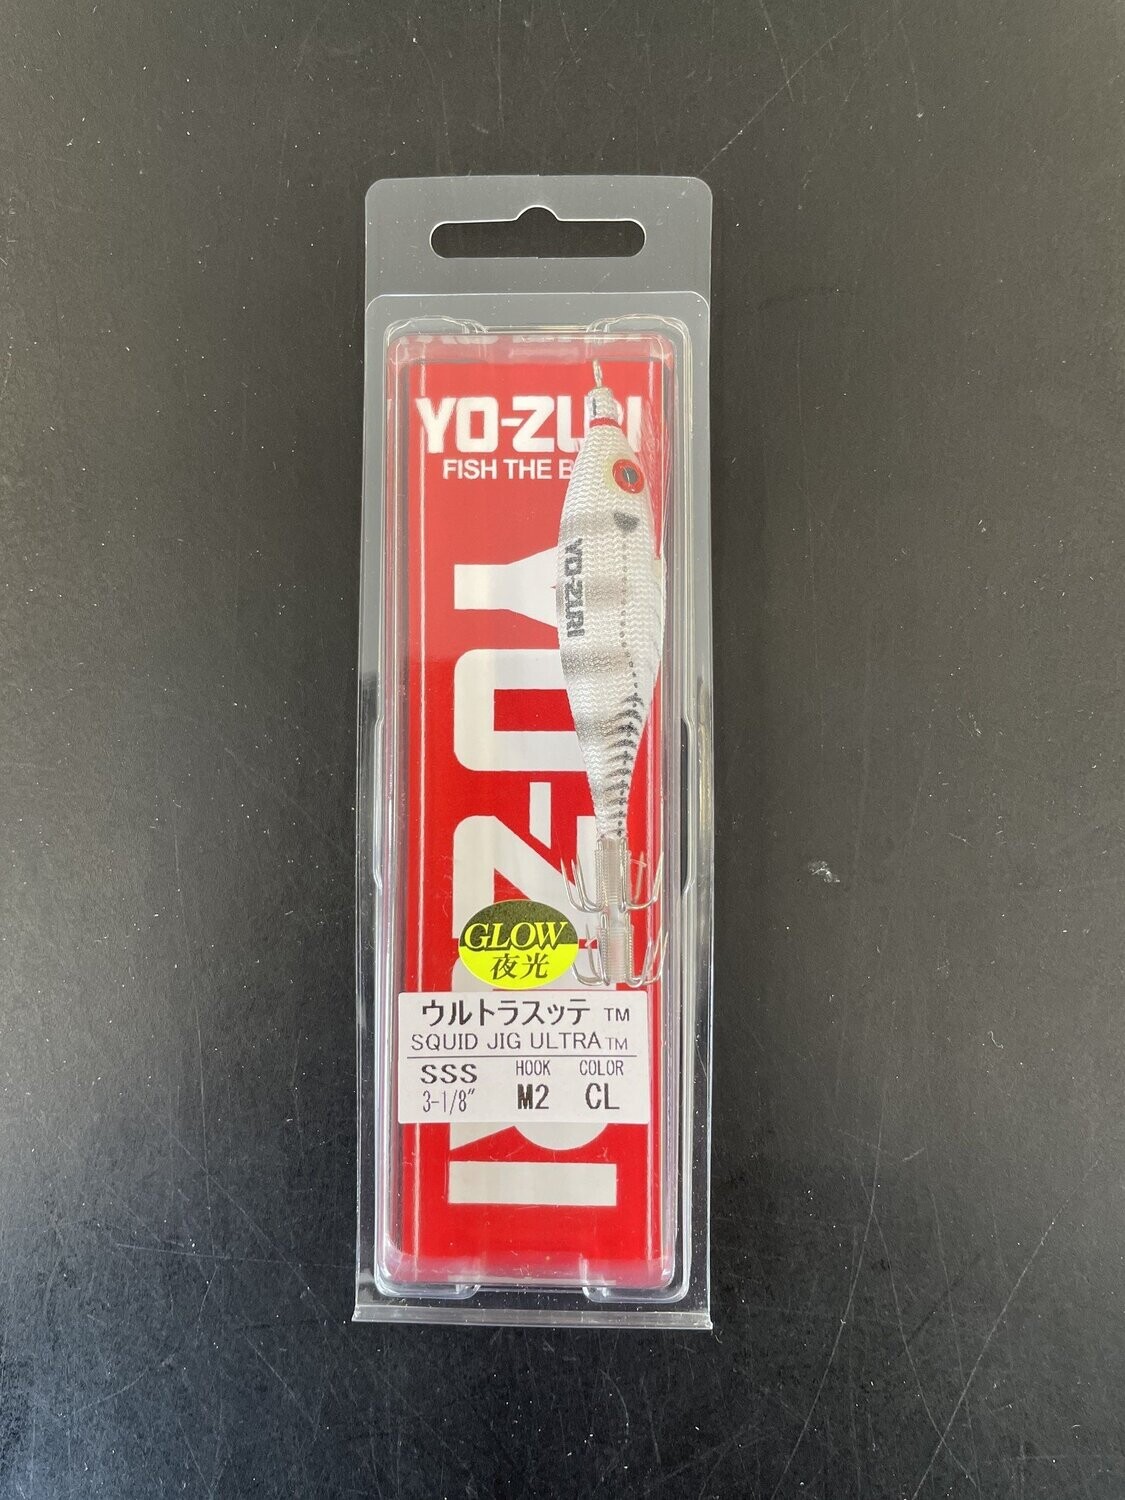 YO-ZURI
FISH THE B
YO-ZURI
YO-ZURI
GLOW
夜光
ウルトラスッテ TM
SQUID JIG ULTRA TM
SSS HOOK COLOR
3-1/8" M2 CL